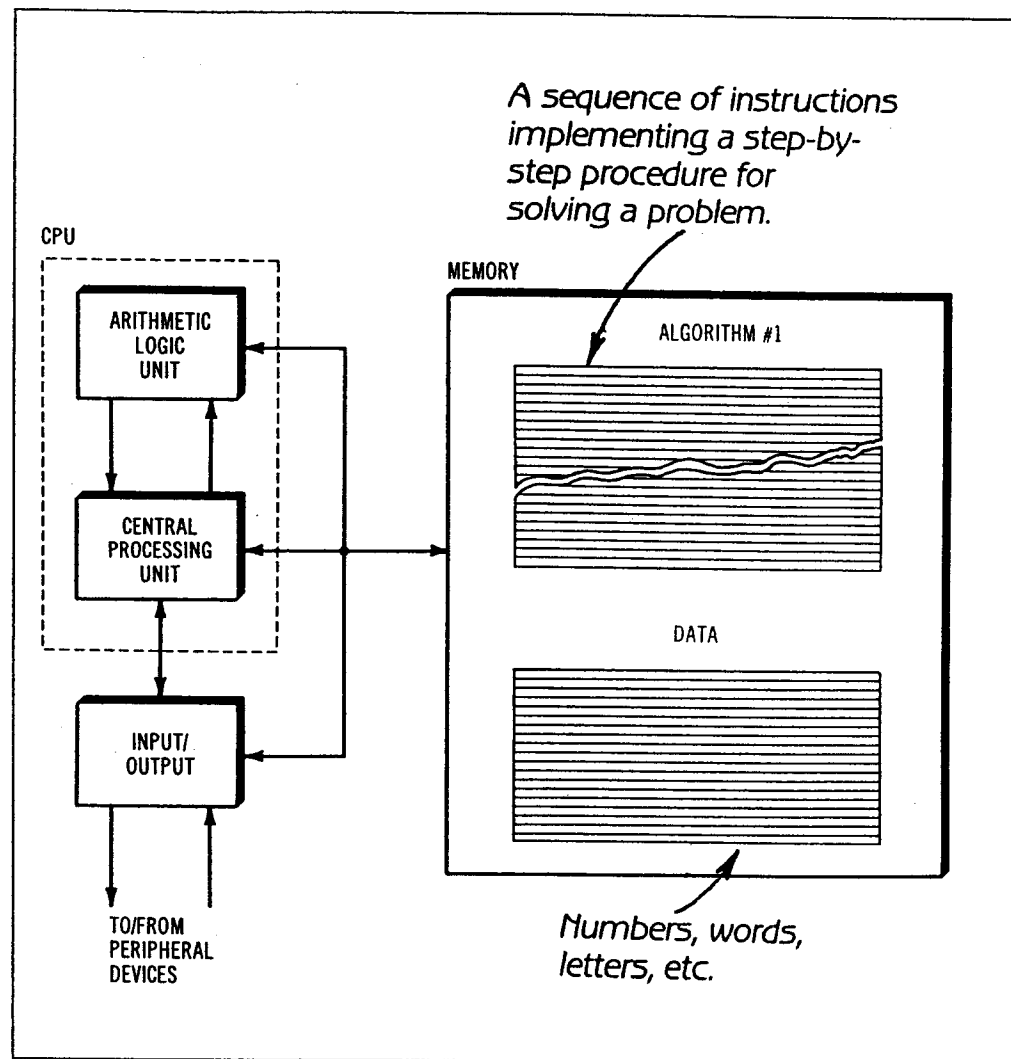 A sequence of instructions
implementing a step-by-
step procedure for
solving a problem.
CPU
ARITHMETIC
LOGIC
UNIT
CENTRAL
PROCESSING
UNIT
INPUT/
OUTPUT
TO/FROM
PERIPHERAL
DEVICES
MEMORY
ALGORITHM #1
DATA
Numbers, words,
letters, etc.